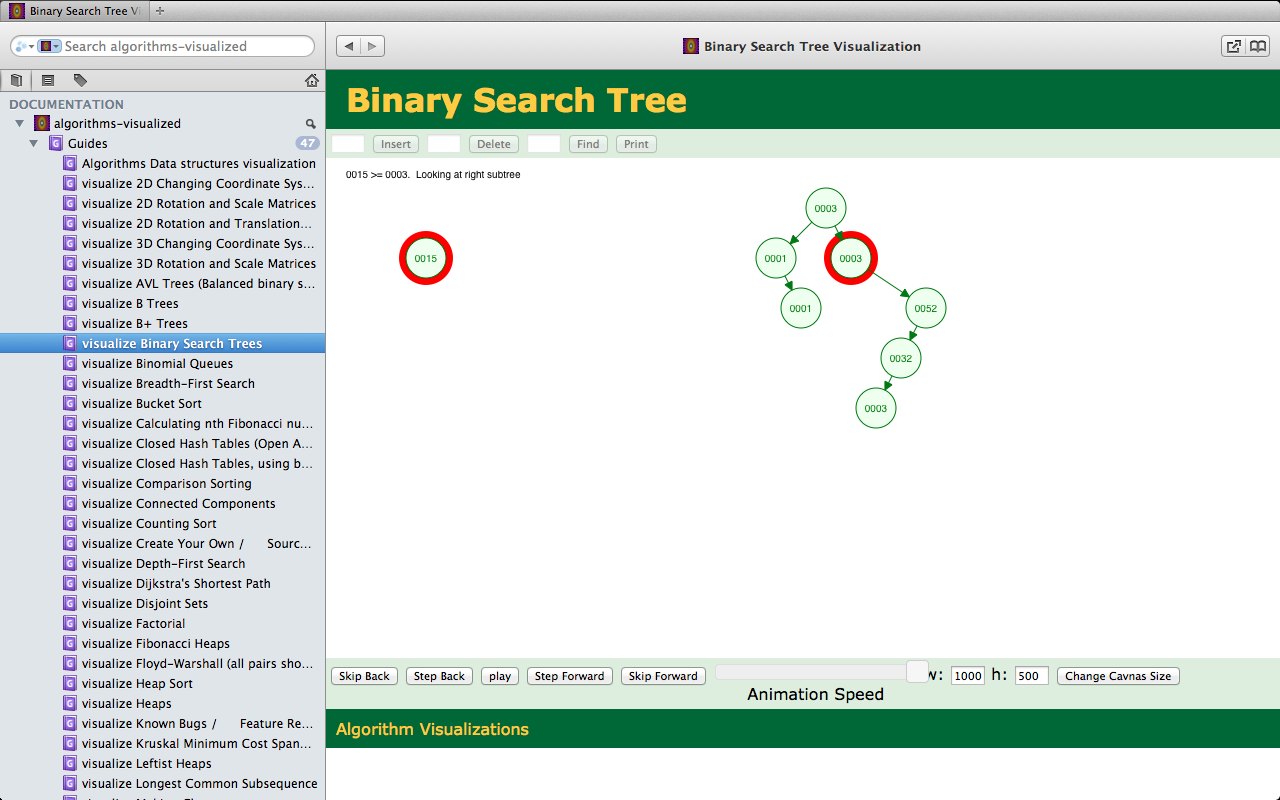 Binary Search Tree Vi
Search algorithms-visualized
Binary Search Tree Visualization
DOCUMENTATION
algorithms-visualized
Guides
47
Algorithms Data structures visualization
visualize 2D Changing Coordinate Sys...
visualize 2D Rotation and Scale Matrices
visualize 2D Rotation and Translation...
visualize 3D Changing Coordinate Sys...
visualize 3D Rotation and Scale Matrices
visualize AVL Trees (Balanced binary s...
visualize B Trees
visualize B+ Trees
visualize Binary Search Trees
visualize Binomial Queues
visualize Breadth-First Search
visualize Bucket Sort
visualize Calculating nth Fibonacci nu...
visualize Closed Hash Tables (Open A...
visualize Closed Hash Tables, using b...
visualize Comparison Sorting
visualize Connected Components
visualize Counting Sort
visualize Create Your Own / Sourc...
visualize Depth-First Search
visualize Dijkstra's Shortest Path
visualize Disjoint Sets
visualize Factorial
visualize Fibonacci Heaps
visualize Floyd-Warshall (all pairs sho...
visualize Heap Sort
visualize Heaps
visualize Known Bugs / Feature Re...
visualize Kruskal Minimum Cost Span...
visualize Leftist Heaps
visualize Longest Common Subsequence
Binary Search Tree
Insert Delete Find Print
0015 >= 0003. Looking at right subtree
0003
0015 0001 0003
0001 0052
0032
0003
Skip Back Step Back play Step Forward Skip Forward w: 1000 h: 500 Change Cavnas Size
Animation Speed
Algorithm Visualizations